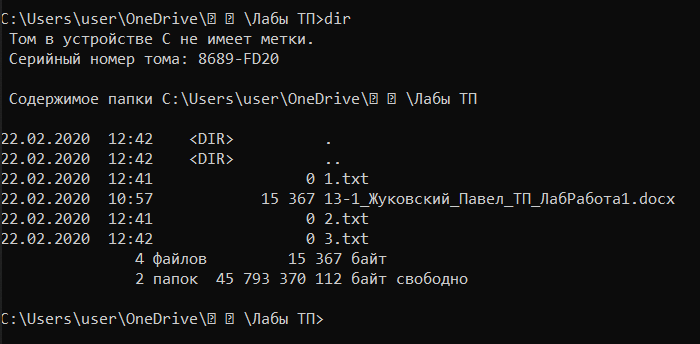 C:\Users\user\OneDrive\⍰ ⍰ \Лабы ТП>dir
Том в устройстве C не имеет метки.
Серийный номер тома: 8689-FD20
Содержимое папки C:\Users\user\OneDrive\⍰ ⍰ \Лабы ТП
22.02.2020  12:42    <DIR>          .
22.02.2020  12:42    <DIR>          ..
22.02.2020  12:41                 0 1.txt
22.02.2020  10:57            15 367 13-1_Жуковский_Павел_ТП_ЛабРабота1.docx
22.02.2020  12:41                 0 2.txt
22.02.2020  12:42                 0 3.txt
4 файлов         15 367 байт
2 папок  45 793 370 112 байт свободно
C:\Users\user\OneDrive\⍰ ⍰ \Лабы ТП>